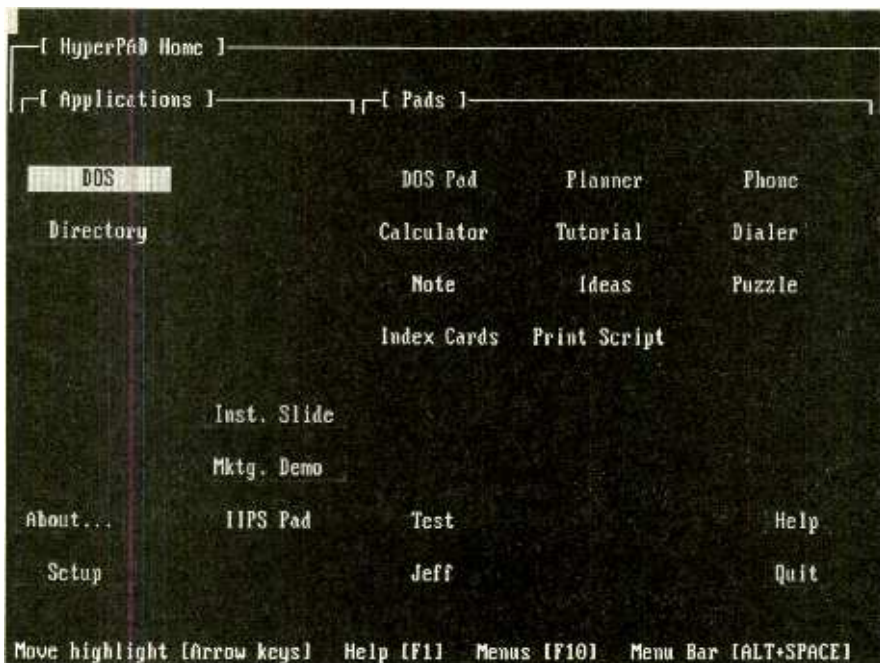 [ HyperPAD Home ]
[ Applications ] [ Pads ]
DOS DOS Pad Planner Phone
Directory Calculator Tutorial Dialer
Note Ideas Puzzle
Index Cards Print Script
Inst. Slide
Mktg. Demo
About... IIPS Pad Test Help
Setup Jeff Quit
Move highlight [Arrow keys] Help [F1] Menus [F10] Menu Bar [ALT+SPACE]